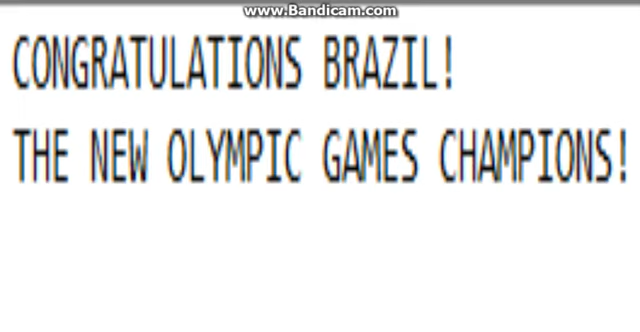 www.Bandicam.com
CONGRATULATIONS BRAZIL!
THE NEW OLYMPIC GAMES CHAMPIONS!